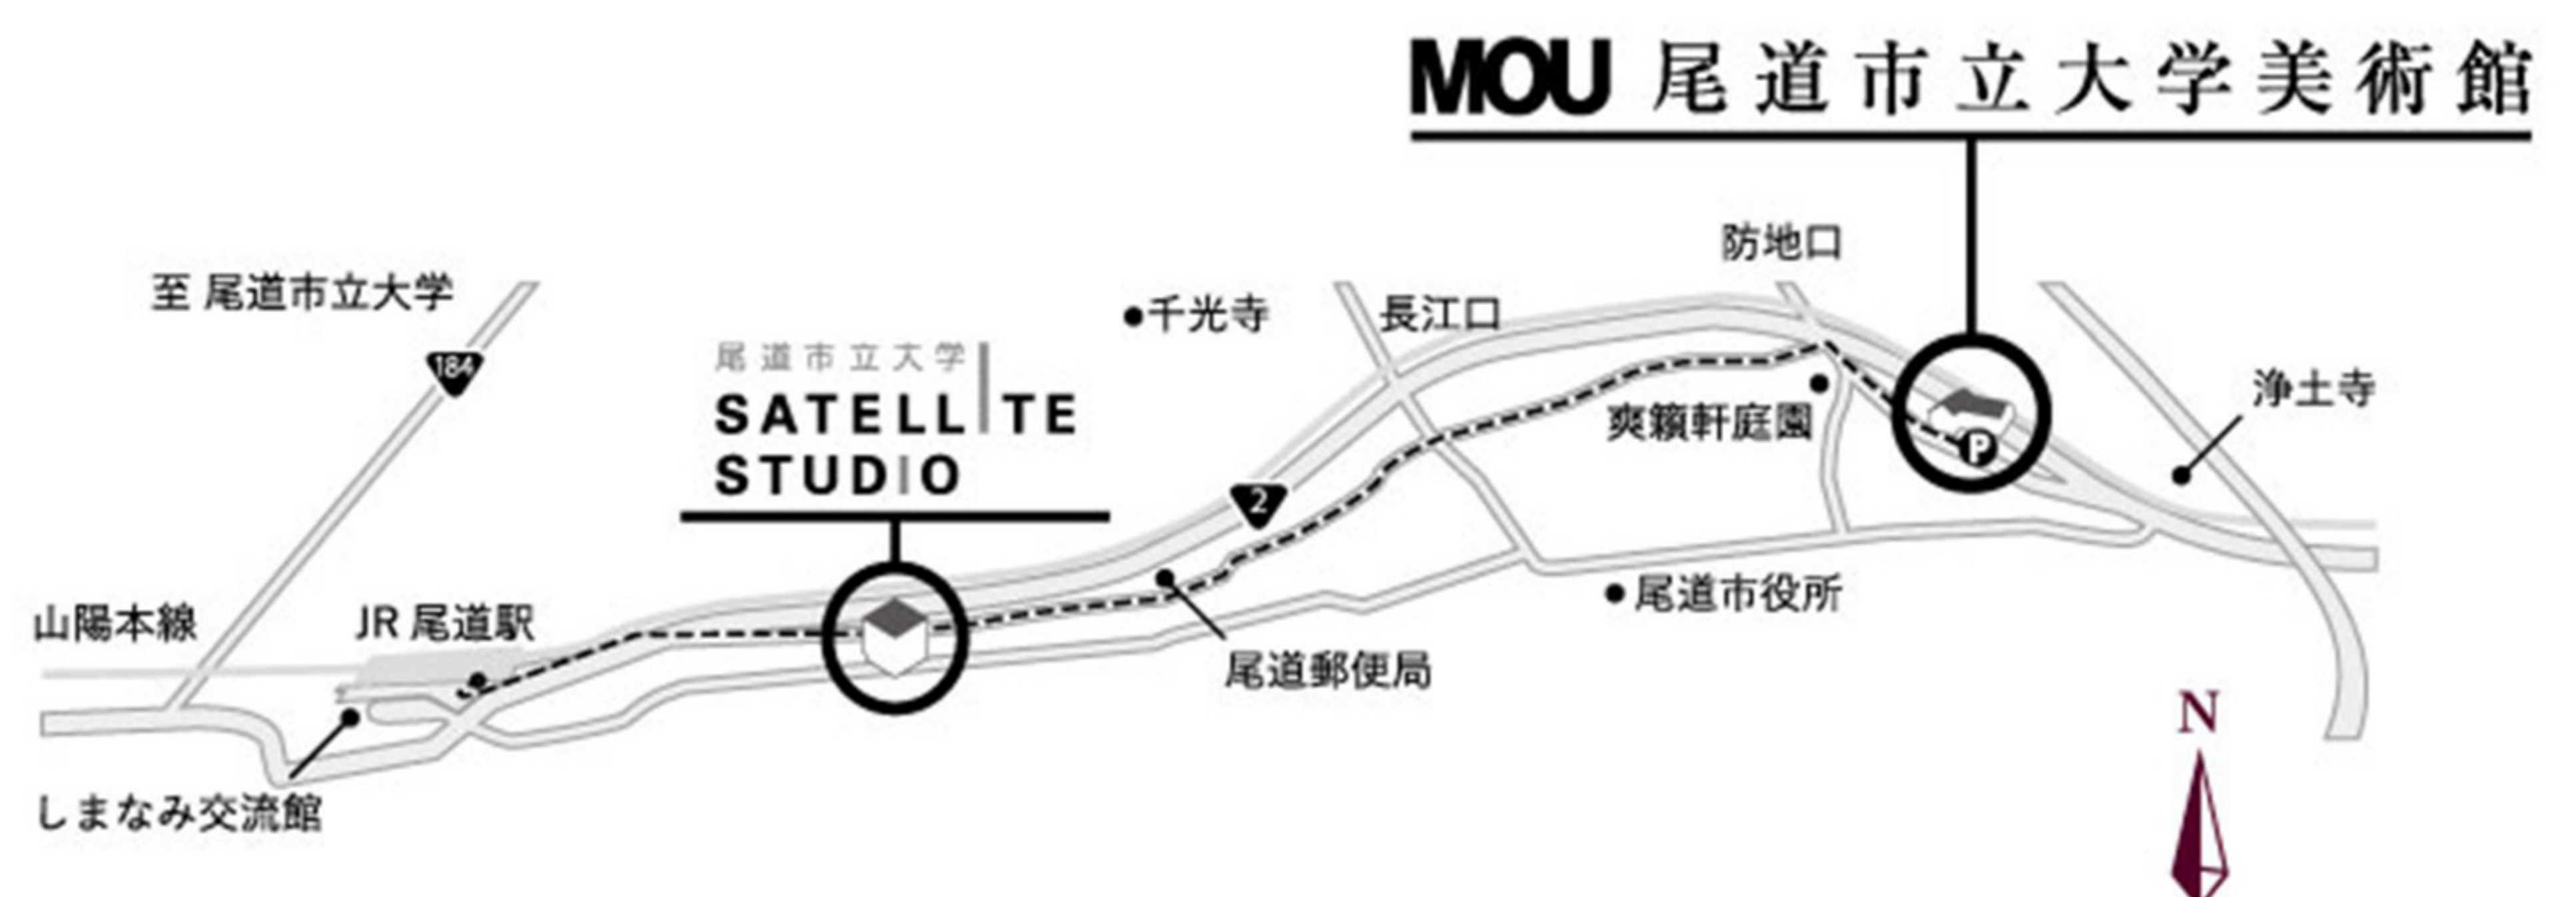 MOU 尾道市立大学美術館
防地口
至 尾道市立大学
千光寺
長江口
184
尾道市立大学
SATELLITE
STUDIO
浄土寺
爽籟軒庭園
P
2
山陽本線
JR 尾道駅
尾道市役所
尾道郵便局
N
しまなみ交流館